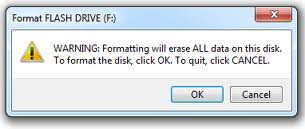 Format FLASH DRIVE (F:)
WARNING: Formatting will erase ALL data on this disk.
To format the disk, click OK. To quit, click CANCEL.
OK
Cancel